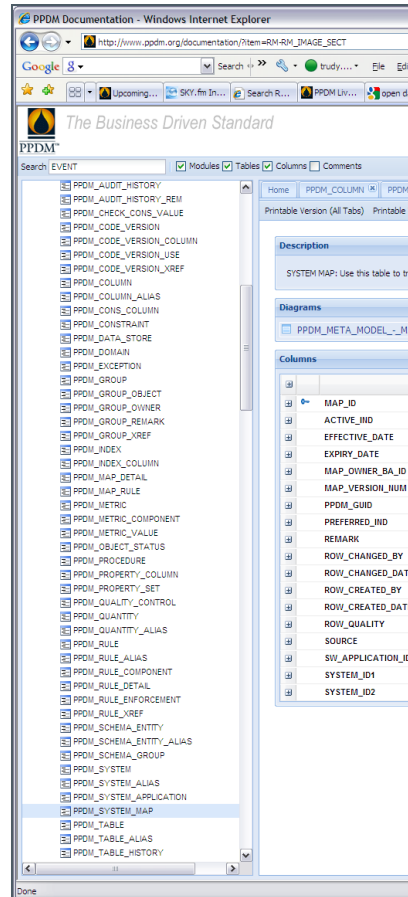 PPDM Documentation - Windows Internet Explorer
http://www.ppdm.org/documentation/?item=RM-RM_IMAGE_SECT
Google
Search
trudy....
File
Upcoming...
SKY.fm In...
Search R...
PPDM Liv...
open d
The Business Driven Standard
PPDM™
Search EVENT Modules Tables Columns Comments
PPDM_AUDIT_HISTORY
PPDM_AUDIT_HISTORY_REM
PPDM_CHECK_CONS_VALUE
PPDM_CODE_VERSION
PPDM_CODE_VERSION_COLUMN
PPDM_CODE_VERSION_USE
PPDM_CODE_VERSION_XREF
PPDM_COLUMN
PPDM_COLUMN_ALIAS
PPDM_CONS_COLUMN
PPDM_CONSTRAINT
PPDM_DATA_STORE
PPDM_DOMAIN
PPDM_EXCEPTION
PPDM_GROUP
PPDM_GROUP_OBJECT
PPDM_GROUP_OWNER
PPDM_GROUP_REMARK
PPDM_GROUP_XREF
PPDM_INDEX
PPDM_INDEX_COLUMN
PPDM_MAP_DETAIL
PPDM_MAP_RULE
PPDM_METRIC
PPDM_METRIC_COMPONENT
PPDM_METRIC_VALUE
PPDM_OBJECT_STATUS
PPDM_PROCEDURE
PPDM_PROPERTY_COLUMN
PPDM_PROPERTY_SET
PPDM_QUALITY_CONTROL
PPDM_QUANTITY
PPDM_QUANTITY_ALIAS
PPDM_RULE
PPDM_RULE_ALIAS
PPDM_RULE_COMPONENT
PPDM_RULE_DETAIL
PPDM_RULE_ENFORCEMENT
PPDM_RULE_XREF
PPDM_SCHEMA_ENTITY
PPDM_SCHEMA_ENTITY_ALIAS
PPDM_SCHEMA_GROUP
PPDM_SYSTEM
PPDM_SYSTEM_ALIAS
PPDM_SYSTEM_APPLICATION
PPDM_SYSTEM_MAP
PPDM_TABLE
PPDM_TABLE_ALIAS
PPDM_TABLE_HISTORY
Home PPDM_COLUMN PPDM
Printable Version (All Tabs) Printable
Description
SYSTEM MAP: Use this table to tr
Diagrams
PPDM_META_MODEL_-_M
Columns
MAP_ID
ACTIVE_IND
EFFECTIVE_DATE
EXPIRY_DATE
MAP_OWNER_BA_ID
MAP_VERSION_NUM
PPDM_GUID
PREFERRED_IND
REMARK
ROW_CHANGED_BY
ROW_CHANGED_DAT
ROW_CREATED_BY
ROW_CREATED_DAT
ROW_QUALITY
SOURCE
SW_APPLICATION_ID
SYSTEM_ID1
SYSTEM_ID2
Done